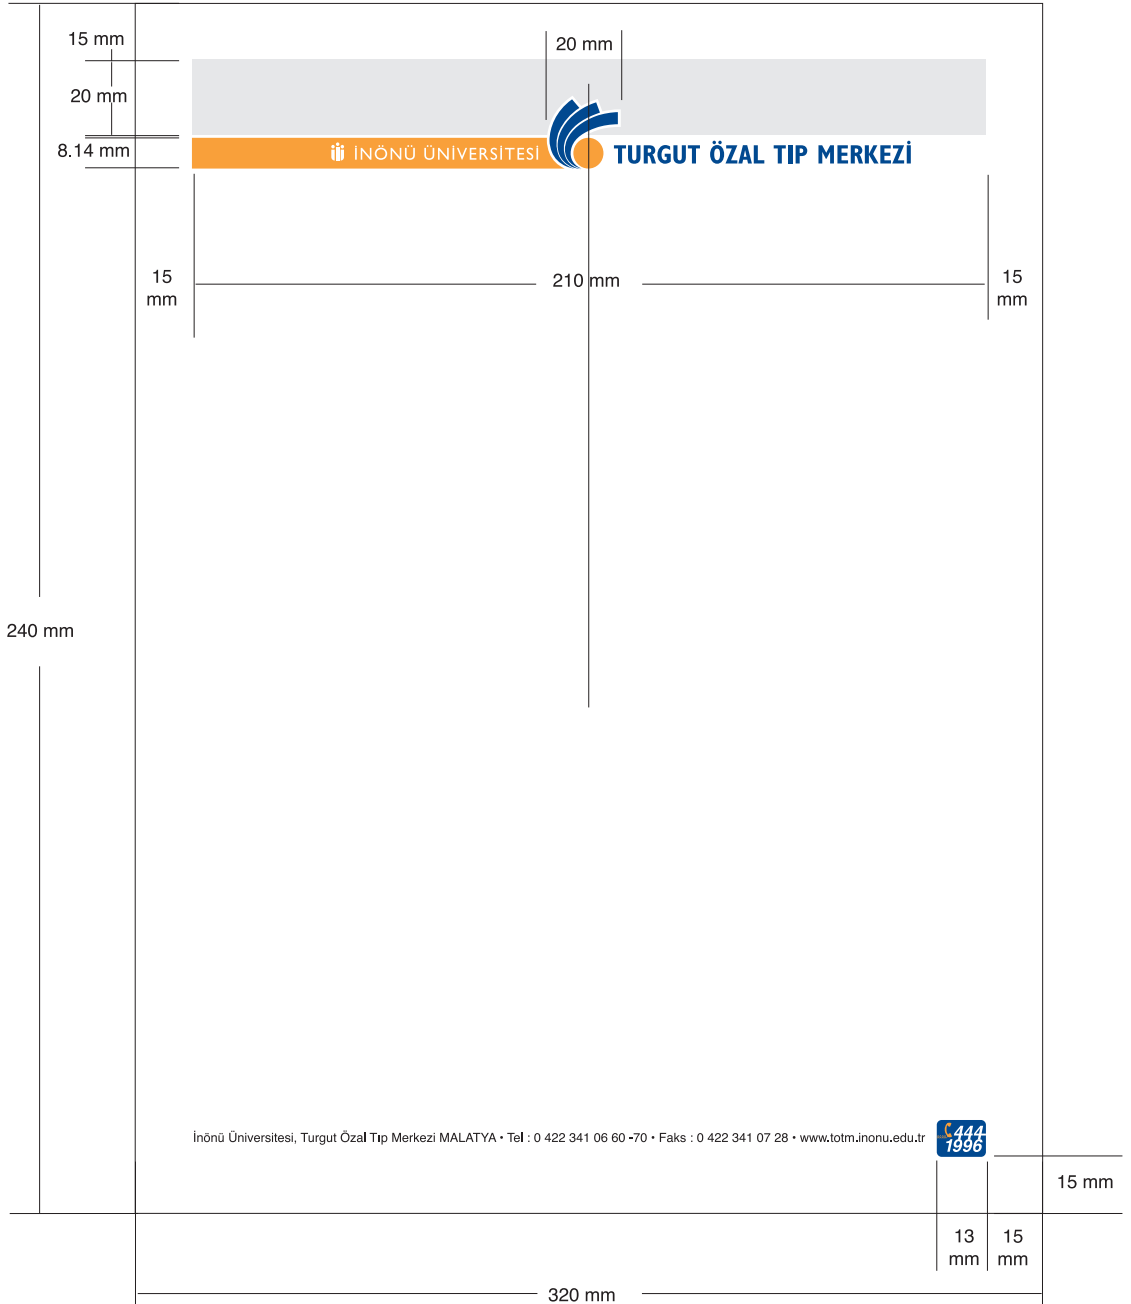 15 mm
20 mm
20 mm
8.14 mm
İNÖNÜ ÜNİVERSİTESİ
TURGUT ÖZAL TIP MERKEZİ
15 mm
210 mm
15 mm
240 mm
İnönü Üniversitesi, Turgut Özal Tıp Merkezi MALATYA • Tel : 0 422 341 06 60 -70 • Faks : 0 422 341 07 28 • www.totm.inonu.edu.tr
444
1996
15 mm
13 mm
15 mm
320 mm